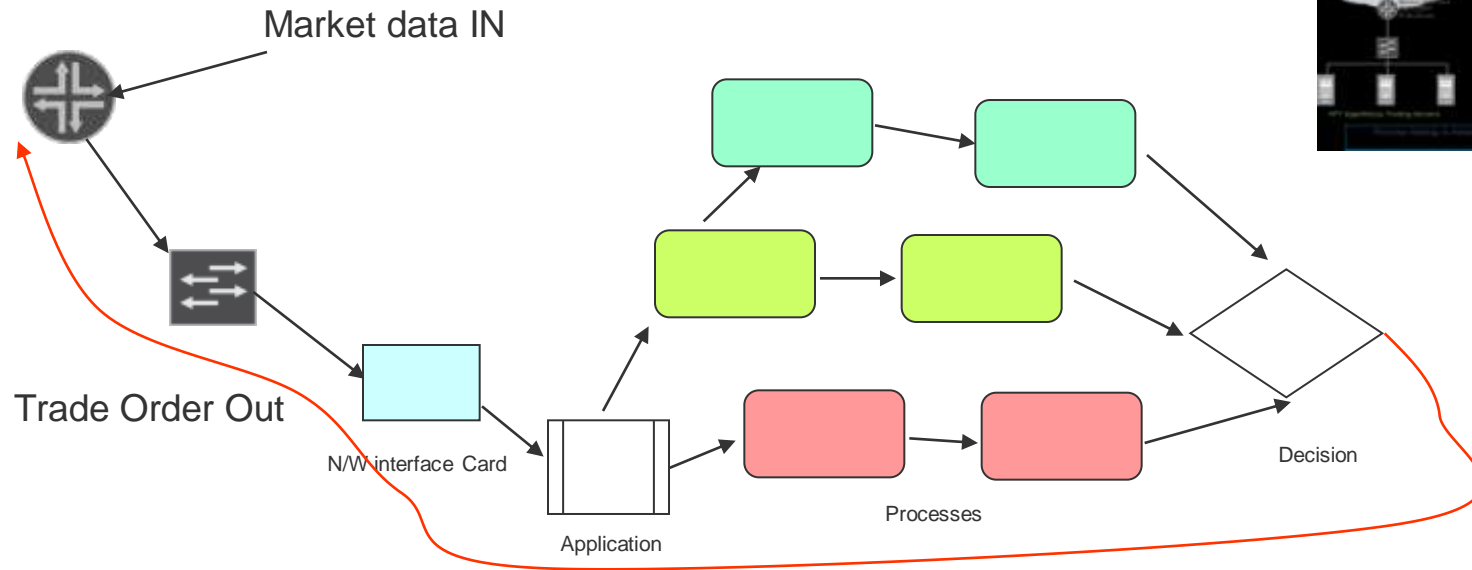 Market data IN
Trade Order Out
N/W interface Card
Application
Processes
Decision